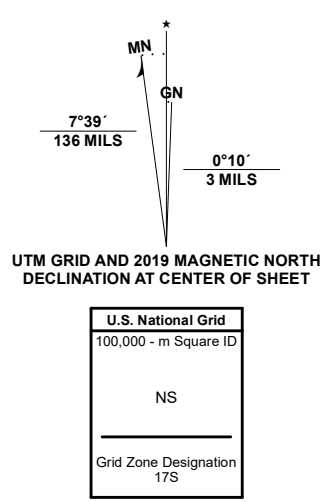 MN
GN
7°39´
136 MILS
0°10´
3 MILS
UTM GRID AND 2019 MAGNETIC NORTH
DECLINATION AT CENTER OF SHEET
U.S. National Grid
100,000 - m Square ID
NS
Grid Zone Designation
17S